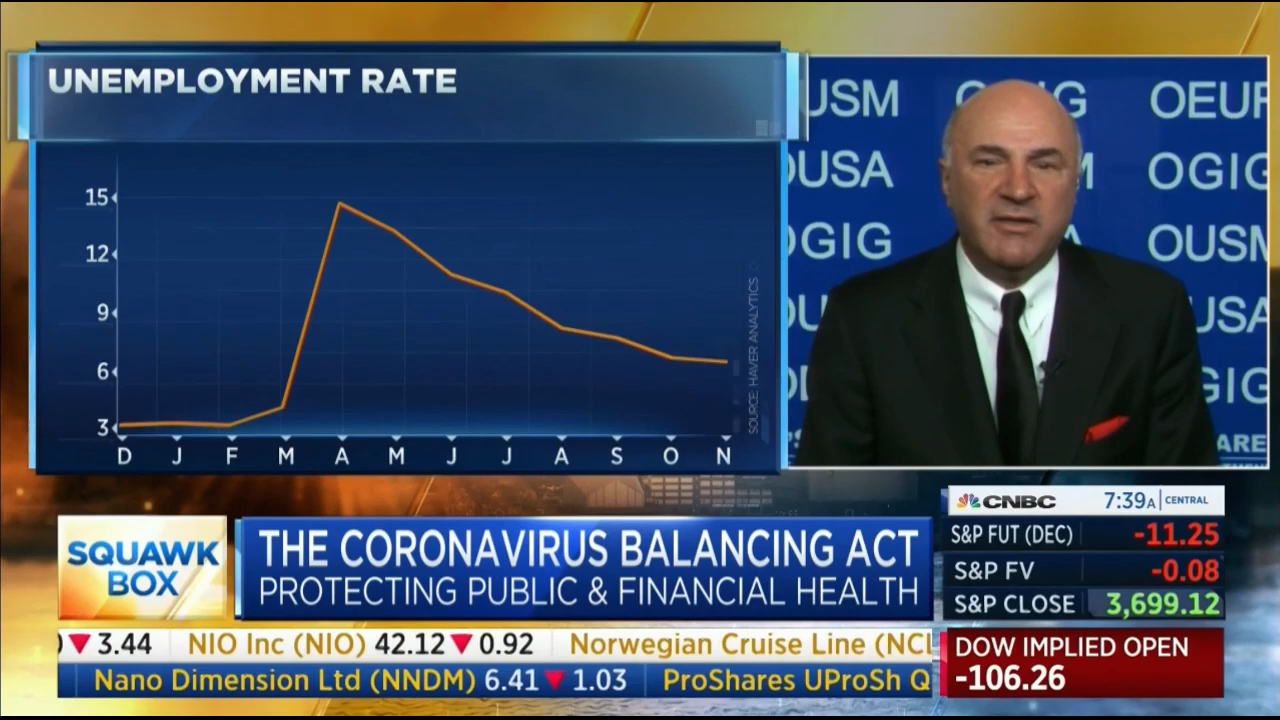 UNEMPLOYMENT RATE
15
12
9
6
3
D J F M A M J J A S O N
SOURCE: HAVER ANALYTICS
OEUR
OUSA
OGIG
OGIG
OUSM
THE CORONAVIRUS BALANCING ACT
PROTECTING PUBLIC & FINANCIAL HEALTH
SQUAWK
BOX
CNBC 7:39A CENTRAL
S&P FUT (DEC) -11.25
S&P FV -0.08
S&P CLOSE 3,699.12
DOW IMPLIED OPEN
-106.26
▼ 3.44 NIO Inc (NIO) 42.12 ▼ 0.92 Norwegian Cruise Line (NCL
Nano Dimension Ltd (NNDM) 6.41 ▼ 1.03 ProShares UProSh Q